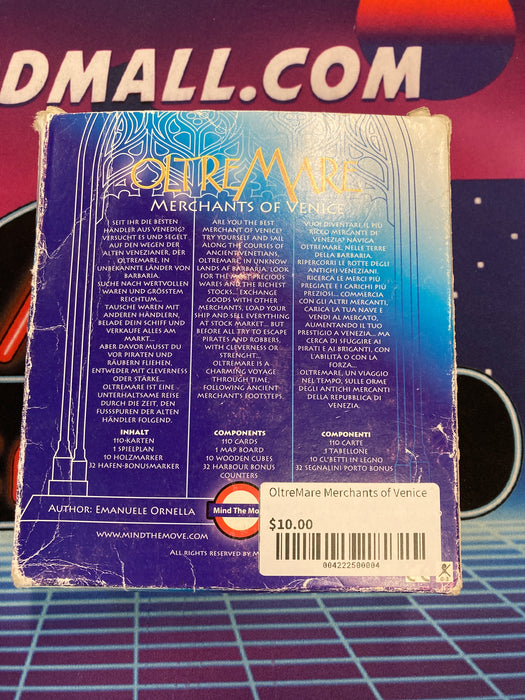 DMALL.COM
OLTREMARE
MERCHANTS OF VENICE
I SEIT IHR DIE BESTEN
HÄNDLER AUS VENEDIG?
VERSUCHT ES UND SEGELT
AUF DEN WEGEN DER
ALTEN VENEZIANER, DER
OLTREMARE, IN
UNBEKANNTE LÄNDER VON
BARBARIA.
SUCHE NACH WERTVOLLEN
WAREN UND GRÖSSTEM
REICHTUM...
TAUSCHE WAREN MIT
ANDEREN HÄNDLERN,
BELADE DEIN SCHIFF UND
VERKAUFE ALLES AM
MARKT...
ABER DAVOR MUSST DU
VOR PIRATEN UND
RÄUBERN FLIEHEN,
ENTWEDER MIT CLEVERNESS
ODER STÄRKE...
OLTREMARE IST EINE
UNTERHALTSAME REISE
DURCH DIE ZEIT, DEN
FUSSSPUREN DER ALTEN
HÄNDLER FOLGEND.
INHALT
110-KARTEN
1 SPIELPLAN
10 HOLZMARKER
32 HAFEN-BONUSMARKER
ARE YOU THE BEST
MERCHANT OF VENICE?
TRY YOURSELF AND SAIL
ALONG THE COURSES OF
ANCIENT VENETIANS,
OLTREMARE, IN UNKNOW
LANDS AF BARBARIA. LOOK
FOR THE MOST PRECIOUS
WARES AND THE RICHEST
STOCKS... EXCHANGE
GOODS WITH OTHER
MERCHANTS, LOAD YOUR
SHIP AND SELL EVERYTHING
AT STOCK MARKET... BUT
BEFORE ALL TRY TO ESCAPE
PIRATES AND ROBBERS,
WITH CLEVERNESS OR
STRENGHT...
OLTREMARE IS A
CHARMING VOYAGE
THROUGH TIME,
FOLLOWING ANCIENT
MERCHANT'S FOOTSTEPS.
COMPONENTS
110 CARDS
1 MAP BOARD
10 WOODEN CUBES
32 HARBOUR BONUS
COUNTERS
VUOI DIVENTARE IL PIÙ
RICCO MERCANTE DI
VENEZIA? NAVIGA
OLTREMARE, NELLE TERRE
DELLA BARBARIA.
RIPERCORRI LE ROTTE DEGLI
ANTICHI VENEZIANI,
RICERCA LE MERCI PIÙ
PREGIATE E I CARICHI PIÙ
PREZIOSI... COMMERCIA
CON GLI ALTRI MERCANTI,
CARICA LA TUA NAVE E
VENDI AL MERCATO,
AUMENTANDO IL TUO
PRESTIGIO A VENEZIA... MA
CERCA DI SFUGGIRE AI
PIRATI E AI BRIGANTI, CON
L'ABILITÀ O CON LA
FORZA...
OLTREMARE, UN VIAGGIO
NEL TEMPO, SULLE ORME
DEGLI ANTICHI MERCANTI
DELLA REPUBBLICA DI
VENEZIA.
COMPONENTI
110 CARTE
1 TABELLONE
10 CUBETTI IN LEGNO
32 SEGNALINI PORTO BONUS
AUTHOR: EMANUELE ORNELLA
Mind The Mo
WWW.MINDTHEMOVE.COM
ALL RIGHTS RESERVED BY M
OltreMare Merchants of Venice
$10.00
004222500004